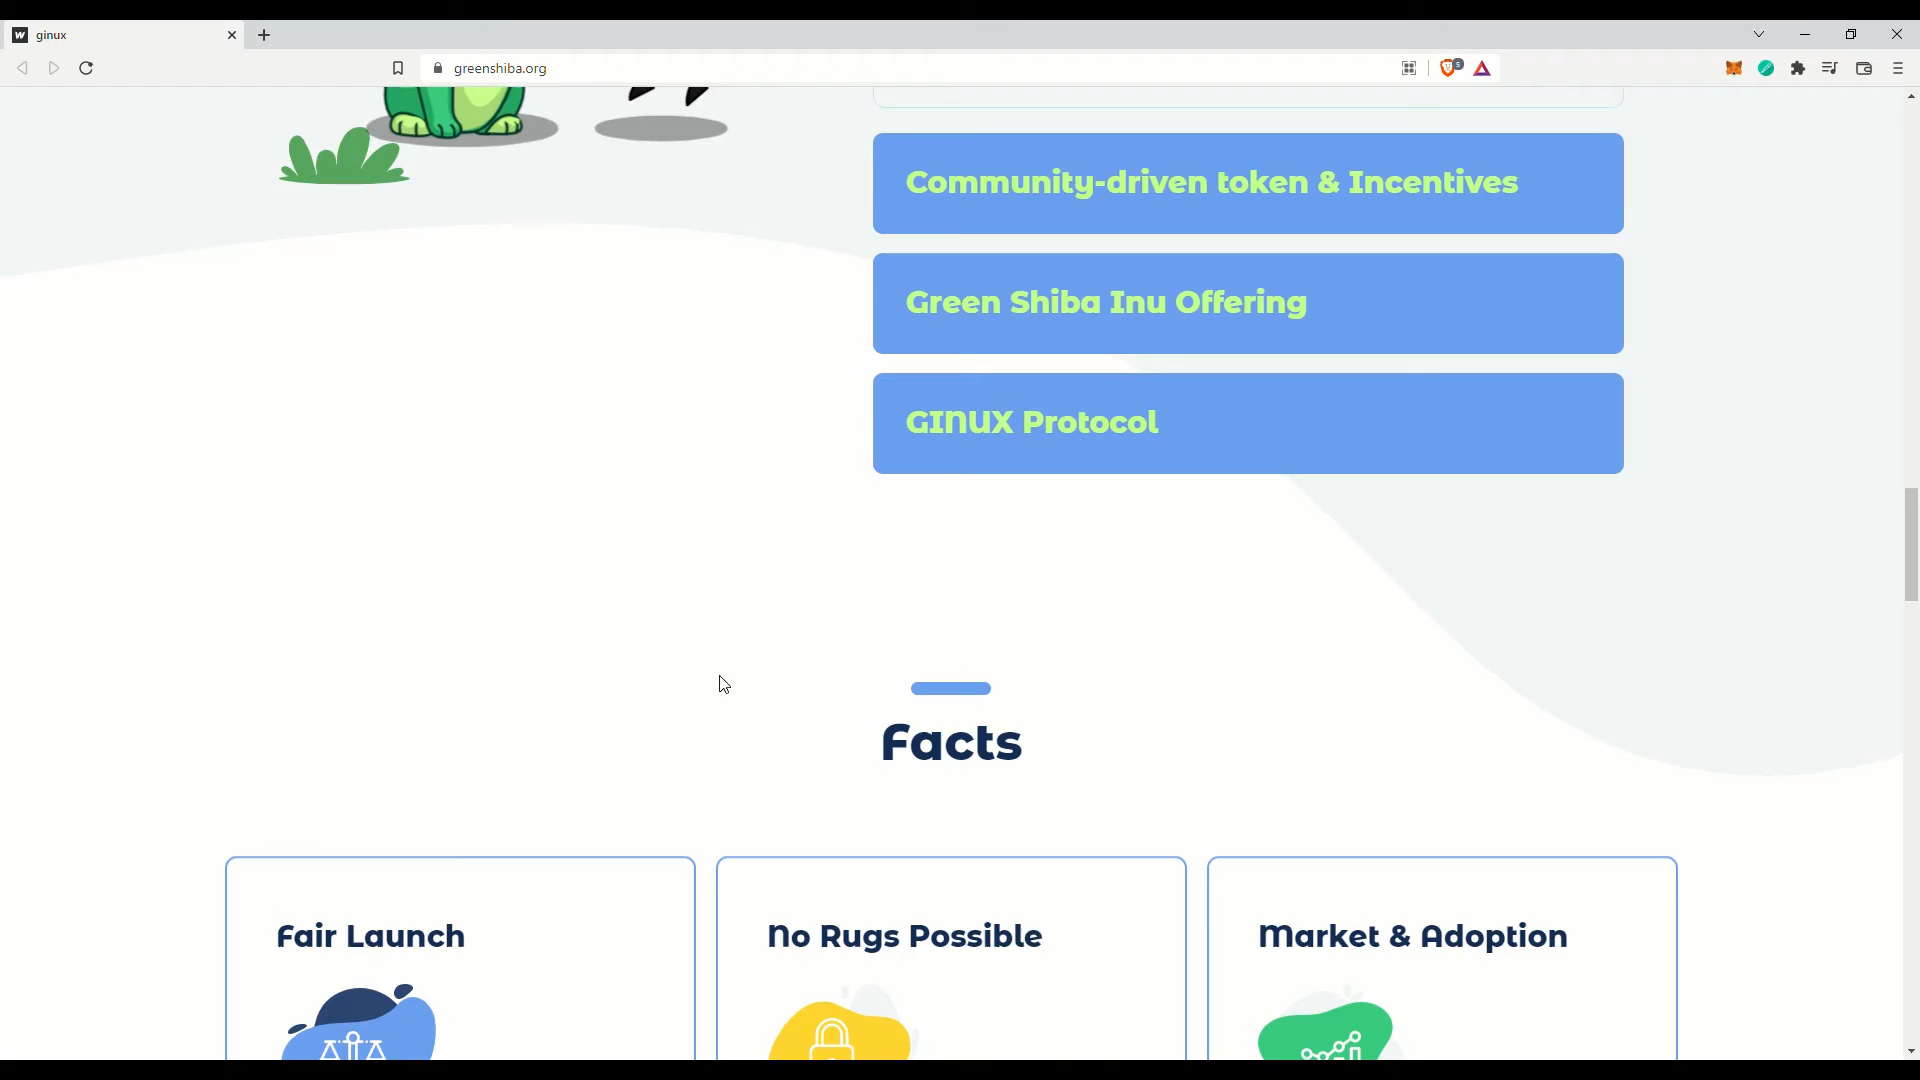 ginux
greenshiba.org
5
Community-driven token & Incentives
Green Shiba Inu Offering
GINUX Protocol
Facts
Fair Launch
No Rugs Possible
Market & Adoption